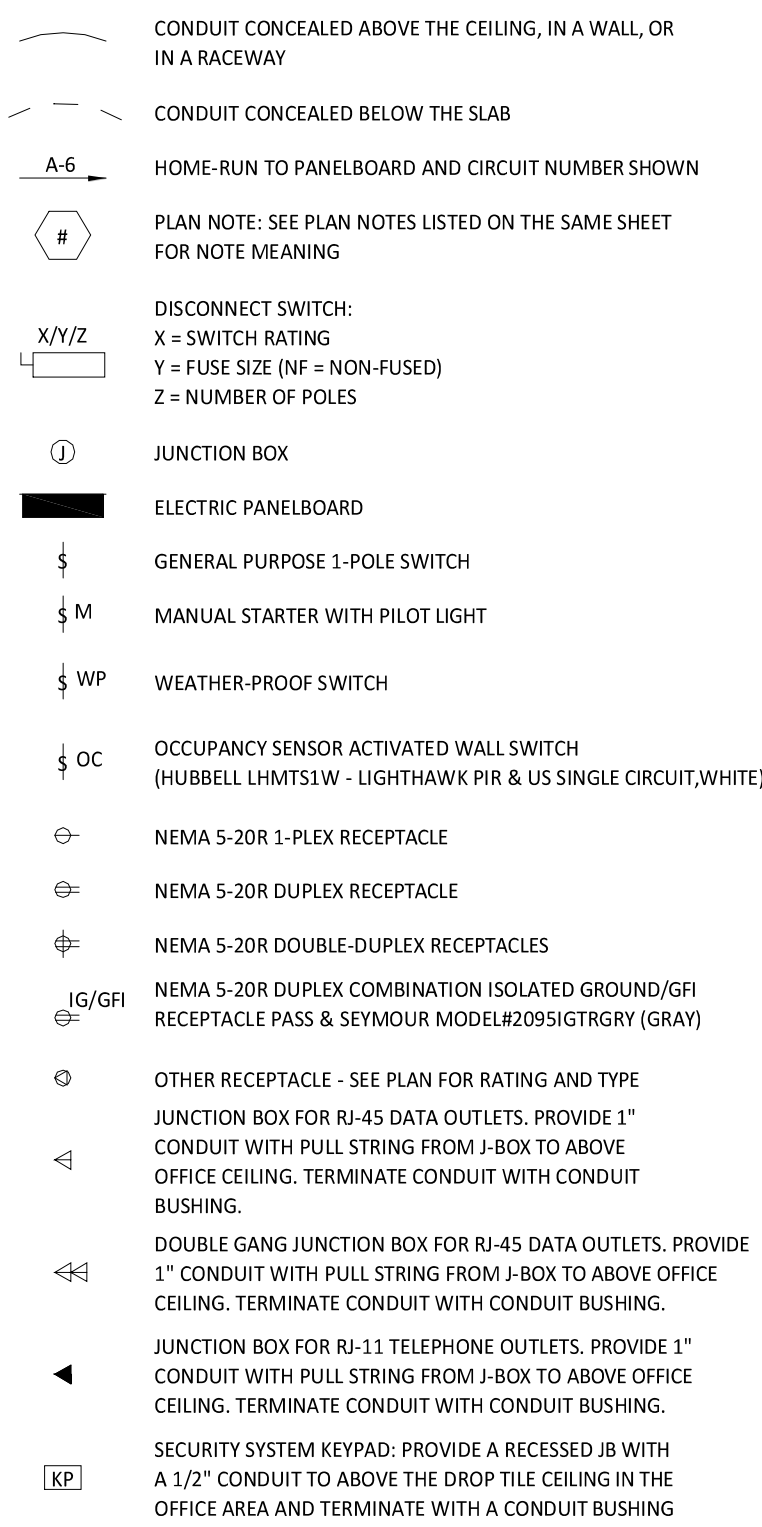 CONDUIT CONCEALED ABOVE THE CEILING, IN A WALL, OR
IN A RACEWAY
CONDUIT CONCEALED BELOW THE SLAB
A-6
HOME-RUN TO PANELBOARD AND CIRCUIT NUMBER SHOWN
#
PLAN NOTE: SEE PLAN NOTES LISTED ON THE SAME SHEET
FOR NOTE MEANING
DISCONNECT SWITCH:
X/Y/Z
X = SWITCH RATING
Y = FUSE SIZE (NF = NON-FUSED)
Z = NUMBER OF POLES
J
JUNCTION BOX
ELECTRIC PANELBOARD
$
GENERAL PURPOSE 1-POLE SWITCH
$ M
MANUAL STARTER WITH PILOT LIGHT
$ WP
WEATHER-PROOF SWITCH
$ OC
OCCUPANCY SENSOR ACTIVATED WALL SWITCH
(HUBBELL LHMTS1W - LIGHTHAWK PIR & US SINGLE CIRCUIT,WHITE)
NEMA 5-20R 1-PLEX RECEPTACLE
NEMA 5-20R DUPLEX RECEPTACLE
NEMA 5-20R DOUBLE-DUPLEX RECEPTACLES
IG/GFI
NEMA 5-20R DUPLEX COMBINATION ISOLATED GROUND/GFI
RECEPTACLE PASS & SEYMOUR MODEL#2095IGTRGRY (GRAY)
OTHER RECEPTACLE - SEE PLAN FOR RATING AND TYPE
JUNCTION BOX FOR RJ-45 DATA OUTLETS. PROVIDE 1"
CONDUIT WITH PULL STRING FROM J-BOX TO ABOVE
OFFICE CEILING. TERMINATE CONDUIT WITH CONDUIT
BUSHING.
DOUBLE GANG JUNCTION BOX FOR RJ-45 DATA OUTLETS. PROVIDE
1" CONDUIT WITH PULL STRING FROM J-BOX TO ABOVE OFFICE
CEILING. TERMINATE CONDUIT WITH CONDUIT BUSHING.
JUNCTION BOX FOR RJ-11 TELEPHONE OUTLETS. PROVIDE 1"
CONDUIT WITH PULL STRING FROM J-BOX TO ABOVE OFFICE
CEILING. TERMINATE CONDUIT WITH CONDUIT BUSHING.
KP
SECURITY SYSTEM KEYPAD: PROVIDE A RECESSED JB WITH
A 1/2" CONDUIT TO ABOVE THE DROP TILE CEILING IN THE
OFFICE AREA AND TERMINATE WITH A CONDUIT BUSHING